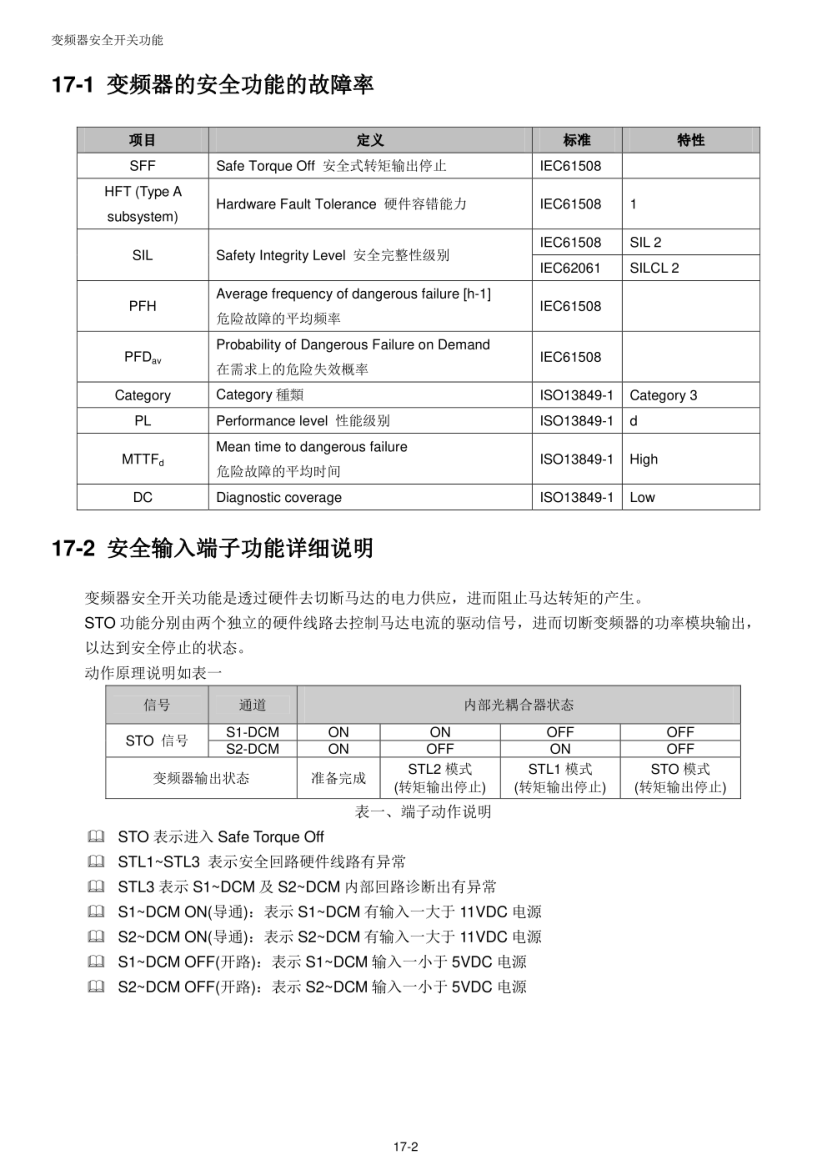 变频器安全开关功能
17-1 变频器的安全功能的故障率
项目 定义 标准 特性
SFF Safe Torque Off 安全式转矩输出停止 IEC61508
HFT (Type A subsystem) Hardware Fault Tolerance 硬件容错能力 IEC61508 1
SIL Safety Integrity Level 安全完整性级别 IEC61508 SIL 2
IEC62061 SILCL 2
PFH Average frequency of dangerous failure [h-1]
危险故障的平均频率 IEC61508
PFDav Probability of Dangerous Failure on Demand
在需求上的危险失效概率 IEC61508
Category Category 種類 ISO13849-1 Category 3
PL Performance level 性能级别 ISO13849-1 d
MTTFd Mean time to dangerous failure
危险故障的平均时间 ISO13849-1 High
DC Diagnostic coverage ISO13849-1 Low
17-2 安全输入端子功能详细说明
变频器安全开关功能是透过硬件去切断马达的电力供应，进而阻止马达转矩的产生。
STO 功能分别由两个独立的硬件线路去控制马达电流的驱动信号，进而切断变频器的功率模块输出，
以达到安全停止的状态。
动作原理说明如表一
信号 通道 内部光耦合器状态
STO 信号 S1-DCM ON ON OFF OFF
S2-DCM ON OFF ON OFF
变频器输出状态 准备完成 STL2 模式 STL1 模式 STO 模式
(转矩输出停止) (转矩输出停止) (转矩输出停止)
表一、端子动作说明
STO 表示进入 Safe Torque Off
STL1~STL3 表示安全回路硬件线路有异常
STL3 表示 S1~DCM 及 S2~DCM 内部回路诊断出有异常
S1~DCM ON(导通)：表示 S1~DCM 有输入一大于 11VDC 电源
S2~DCM ON(导通)：表示 S2~DCM 有输入一大于 11VDC 电源
S1~DCM OFF(开路)：表示 S1~DCM 输入一小于 5VDC 电源
S2~DCM OFF(开路)：表示 S2~DCM 输入一小于 5VDC 电源
17-2